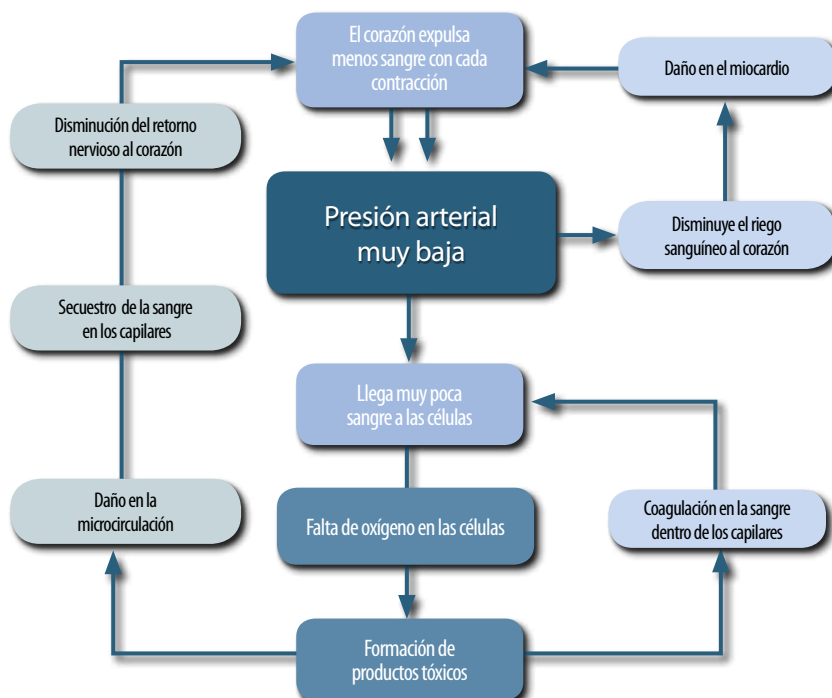 El corazón expulsa
menos sangre con cada
contracción
Daño en el miocardio
Disminución del retorno
nervioso al corazón
Presión arterial
muy baja
Disminuye el riego
sanguíneo al corazón
Secuestro de la sangre
en los capilares
Llega muy poca
sangre a las células
Daño en la
microcirculación
Falta de oxígeno en las células
Coagulación en la sangre
dentro de los capilares
Formación de
productos tóxicos